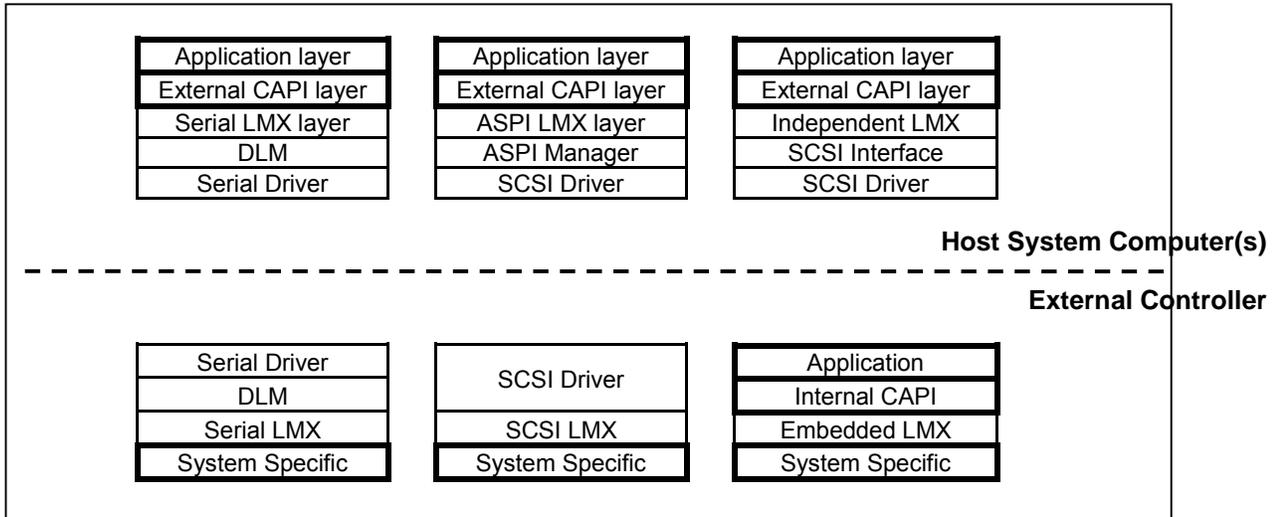 Application layer
External CAPI layer
Serial LMX layer
DLM
Serial Driver
Application layer
External CAPI layer
ASPI LMX layer
ASPI Manager
SCSI Driver
Application layer
External CAPI layer
Independent LMX
SCSI Interface
SCSI Driver
Host System Computer(s)
External Controller
Serial Driver
DLM
Serial LMX
System Specific
SCSI Driver
SCSI LMX
System Specific
Application
Internal CAPI
Embedded LMX
System Specific